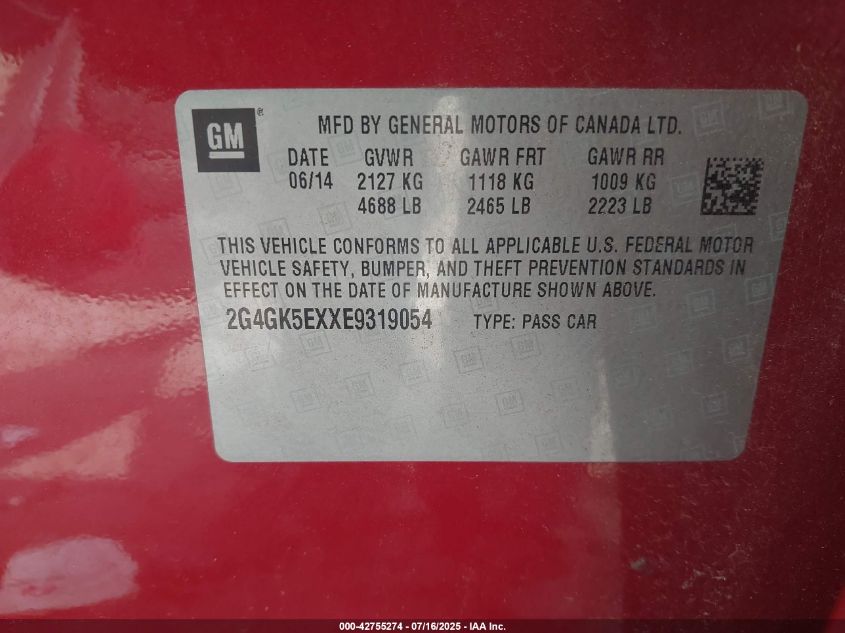 GM®
MFD BY GENERAL MOTORS OF CANADA LTD.
DATE GVWR GAWR FRT GAWR RR
06/14 2127 KG 1118 KG 1009 KG
4688 LB 2465 LB 2223 LB
THIS VEHICLE CONFORMS TO ALL APPLICABLE U.S. FEDERAL MOTOR
VEHICLE SAFETY, BUMPER, AND THEFT PREVENTION STANDARDS IN
EFFECT ON THE DATE OF MANUFACTURE SHOWN ABOVE.
2G4GK5EXXE9319054 TYPE: PASS CAR
000-42755274 / 07/16/2025 - IAA Inc.